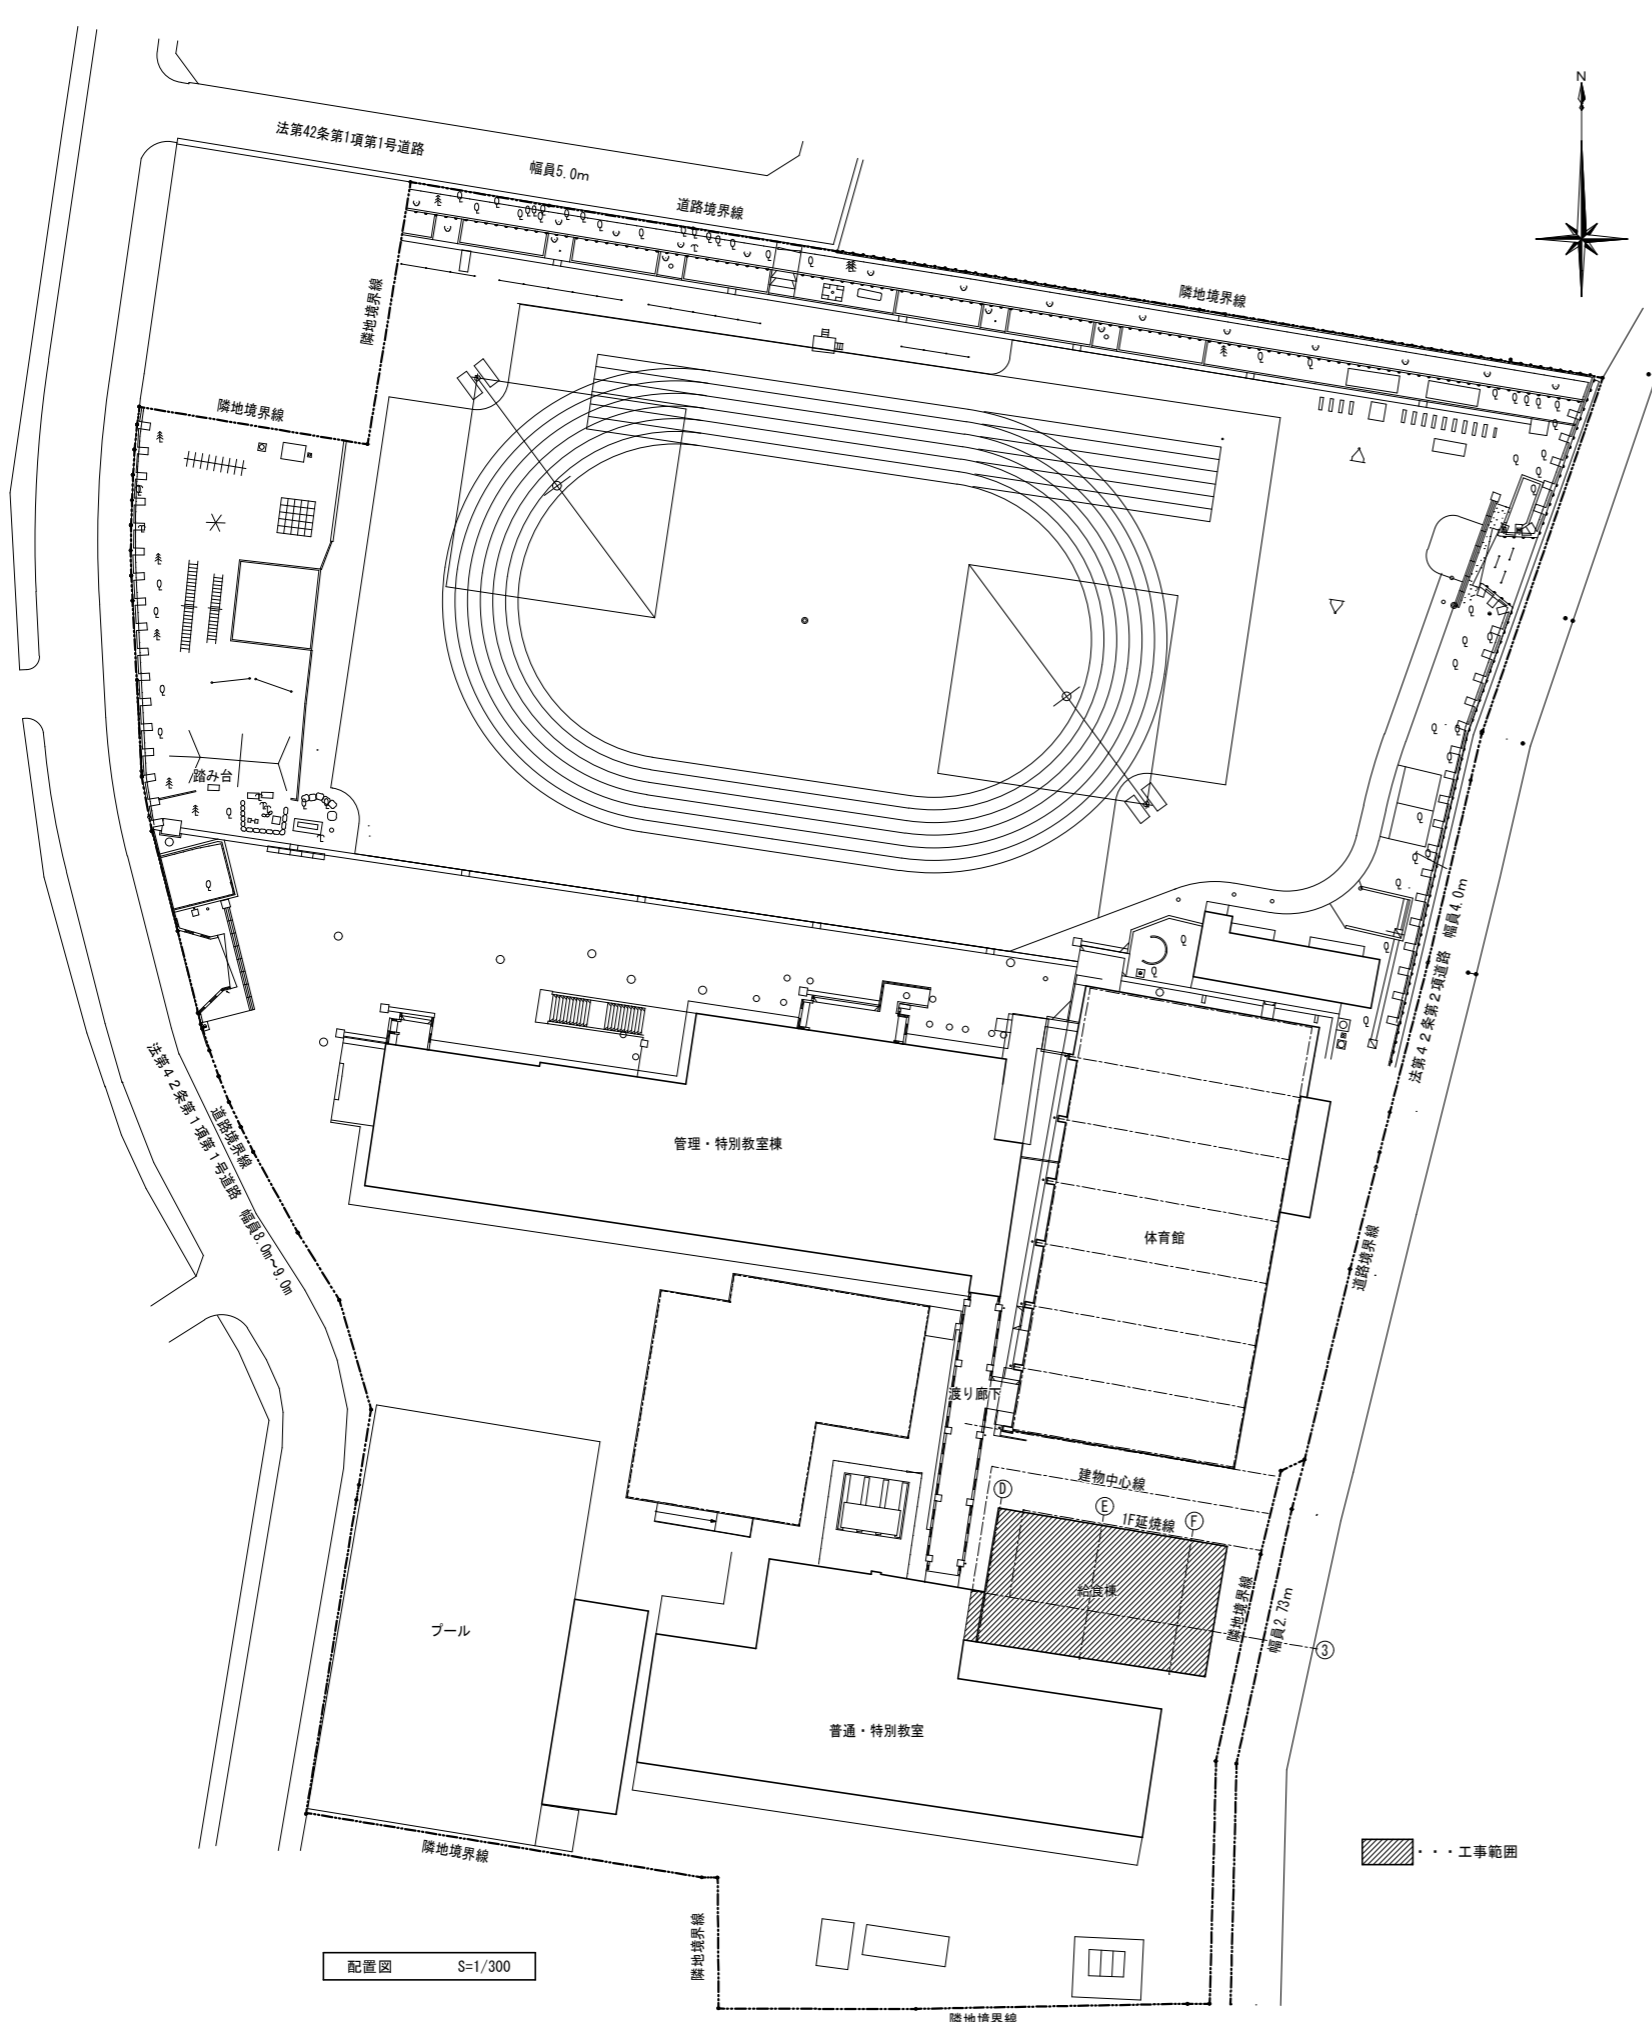 N
法第42条第1項第1号道路
幅員5.0m
道路境界線
隣地境界線
隣地境界線
隣地境界線
踏み台
法第42条第2項道路 幅員4.0m
法第42条第1項第1号道路 幅員8.0m～9.0m
道路境界線
管理・特別教室棟
体育館
道路境界線
渡り廊下
建物中心線
D
E
F
1F延焼線
給食棟
隣地境界線
幅員2.73m
3
プール
普通・特別教室
隣地境界線
・・・工事範囲
隣地境界線
配置図 S=1/300
隣地境界線